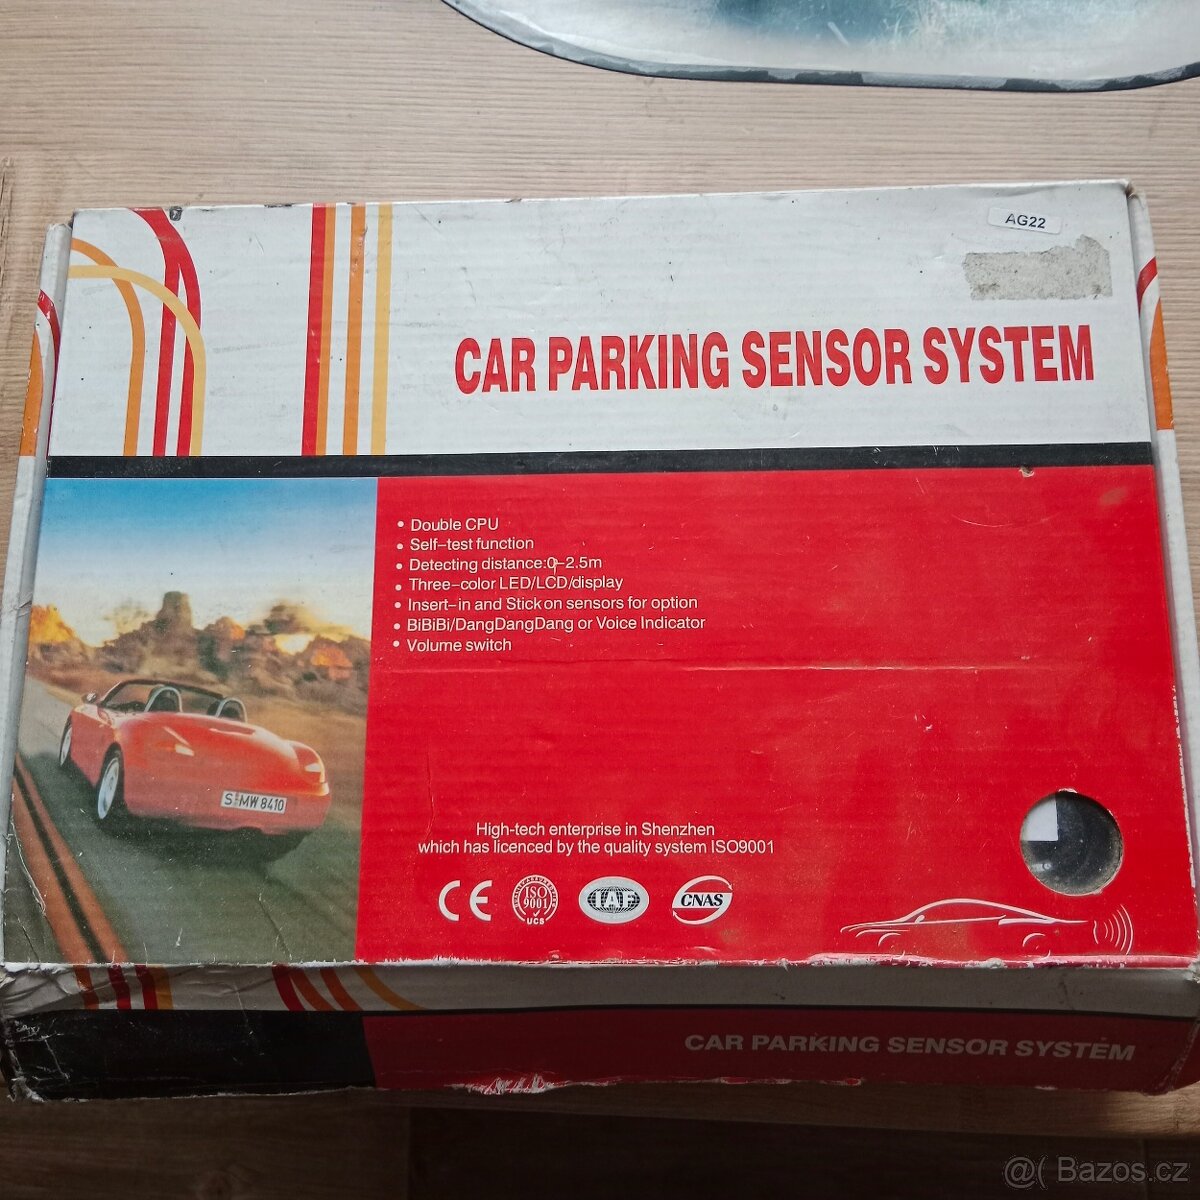 AG22
CAR PARKING SENSOR SYSTEM
• Double CPU
• Self-test function
• Detecting distance:0-2.5m
• Three-color LED/LCD/display
• Insert-in and Stick on sensors for option
• BiBiBi/DangDangDang or Voice Indicator
• Volume switch
S MW 8410
High-tech enterprise in Shenzhen
which has licenced by the quality system ISO9001
CE
ISO
9001
UCS
IAF
CNAS
CAR PARKING SENSOR SYSTEM
@( Bazos.cz